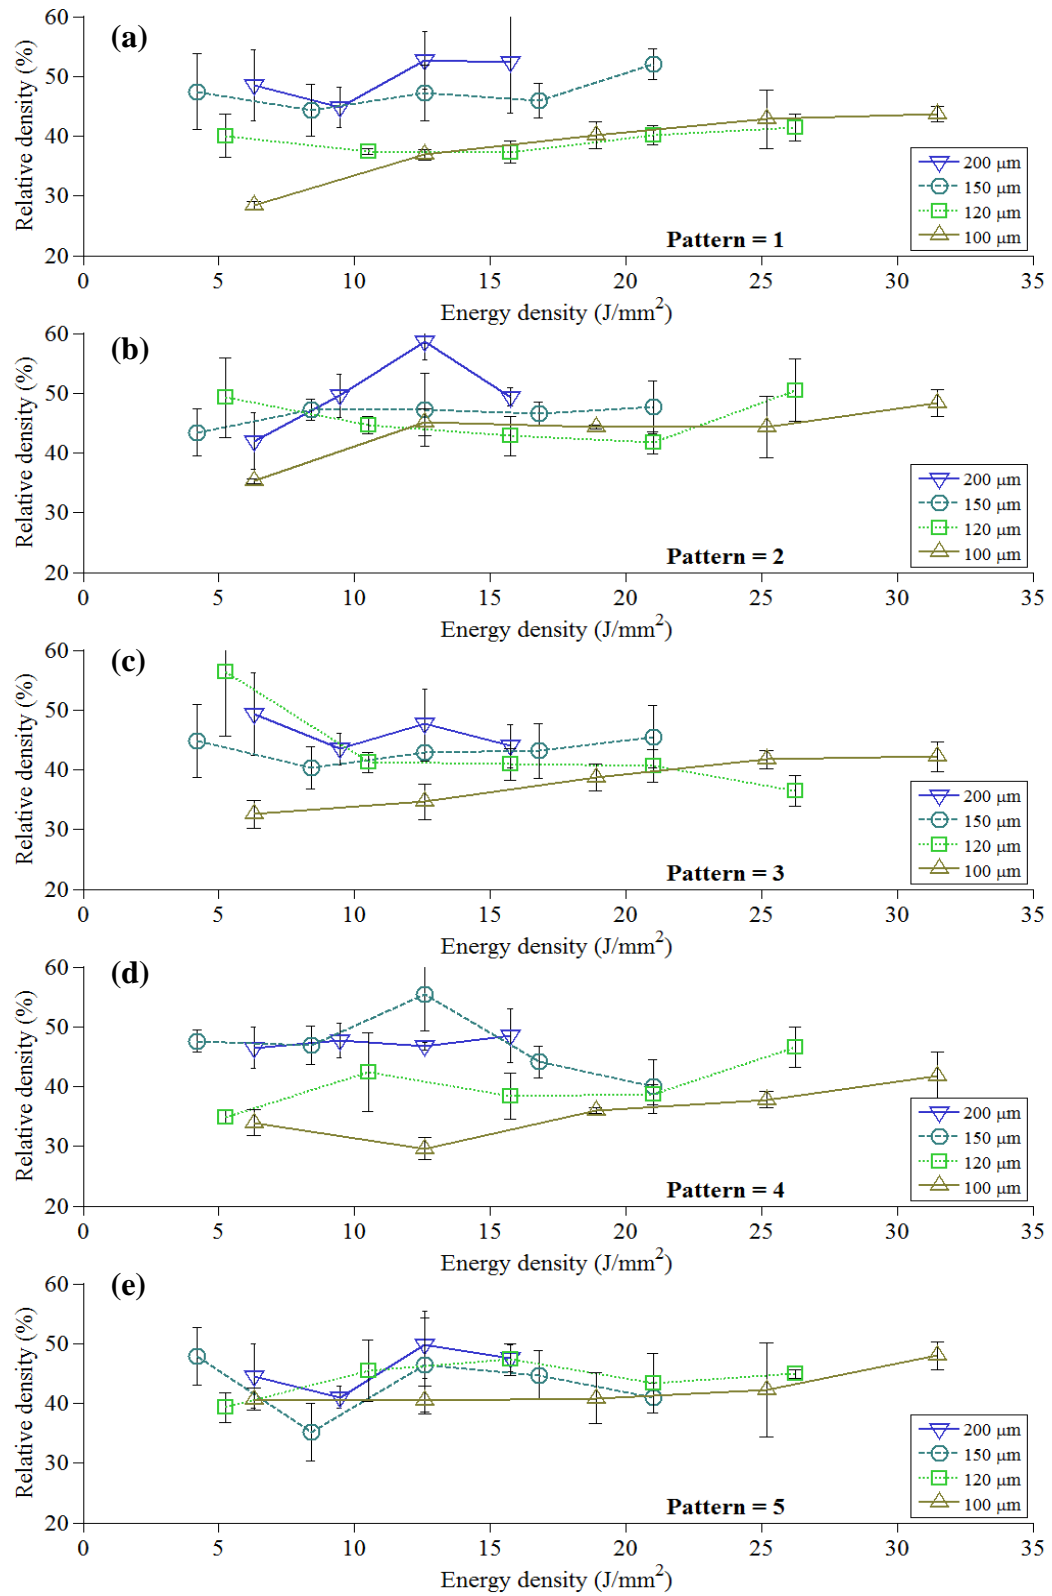 (a)
Relative density (%)
60
50
40
30
20
200 μm
150 μm
120 μm
100 μm
Pattern = 1
0 5 10 15 20 25 30 35
Energy density (J/mm²)
(b)
Relative density (%)
60
50
40
30
20
200 μm
150 μm
120 μm
100 μm
Pattern = 2
0 5 10 15 20 25 30 35
Energy density (J/mm²)
(c)
Relative density (%)
60
50
40
30
20
200 μm
150 μm
120 μm
100 μm
Pattern = 3
0 5 10 15 20 25 30 35
Energy density (J/mm²)
(d)
Relative density (%)
60
50
40
30
20
200 μm
150 μm
120 μm
100 μm
Pattern = 4
0 5 10 15 20 25 30 35
Energy density (J/mm²)
(e)
Relative density (%)
60
50
40
30
20
200 μm
150 μm
120 μm
100 μm
Pattern = 5
0 5 10 15 20 25 30 35
Energy density (J/mm²)